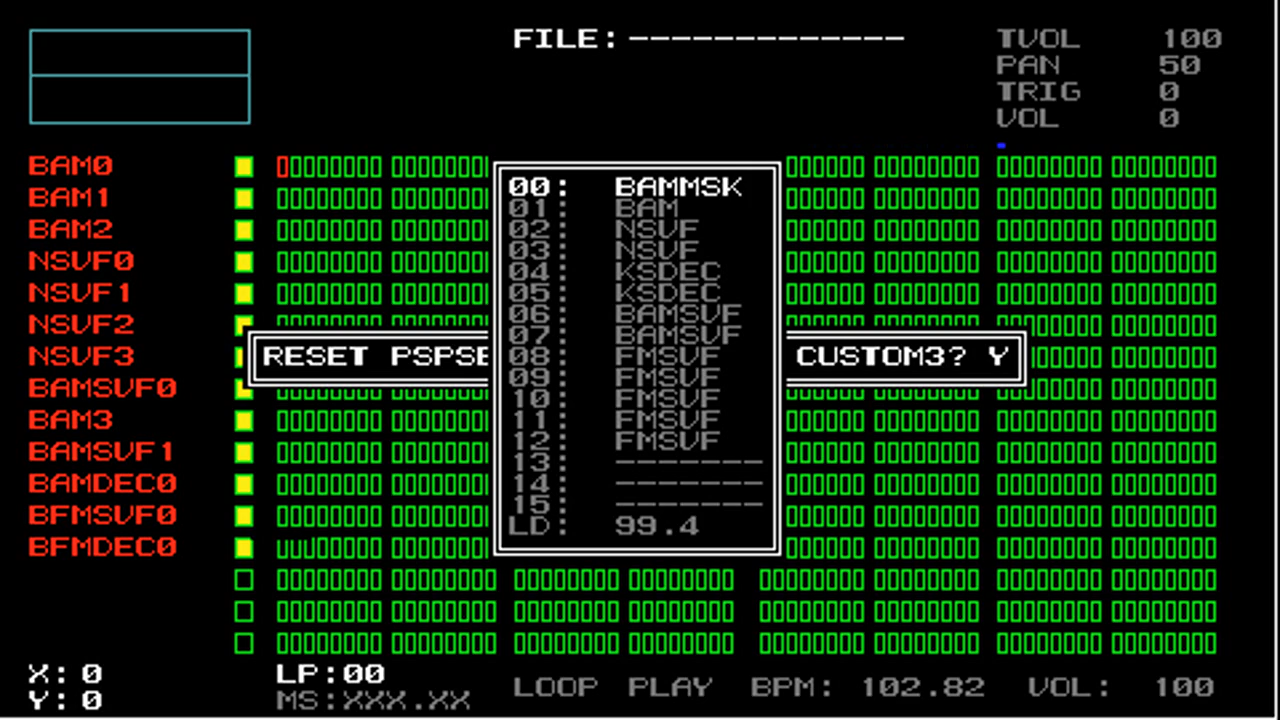 FILE:-------------
TVOL 100
PAN 50
TRIG 0
VOL 0
BAM0
BAM1
BAM2
NSVF0
NSVF1
NSVF2
NSVF3
BAMSVF0
BAM3
BAMSVF1
BAMDEC0
BFMSVF0
BFMDEC0
RESET PSPSE
CUSTOM3? Y
00: BAMMSK
01: BAM
02: NSVF
03: NSVF
04: KSDEC
05: KSDEC
06: BAMSVF
07: BAMSVF
08: FMSVF
09: FMSVF
10: FMSVF
11: FMSVF
12: FMSVF
13: -------
14: -------
15: -------
LD: 99.4
X:0
Y:0
LP:00
MS:XXX.XX
LOOP PLAY BPM: 102.82 VOL: 100